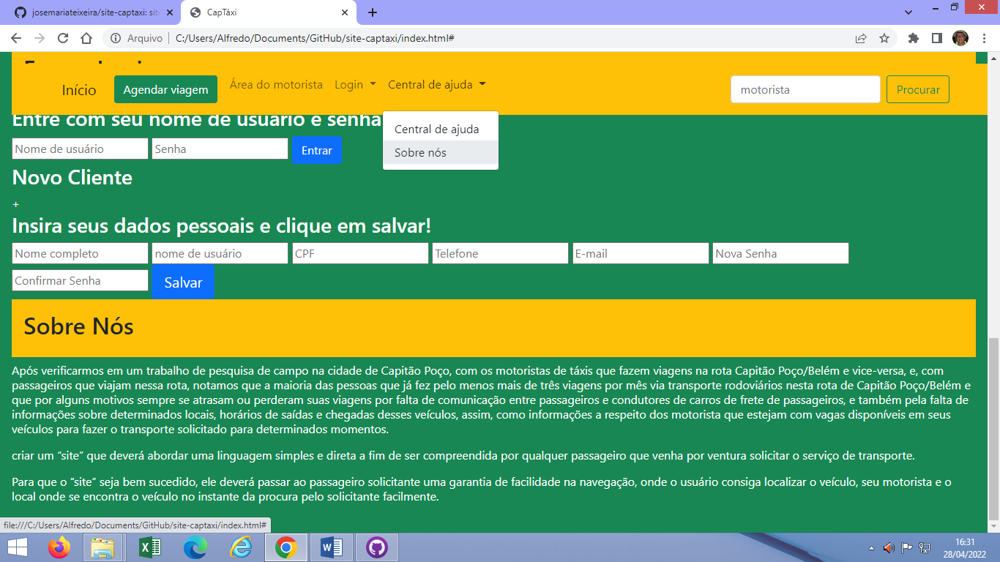 josemariateixeira/site-captaxi: sit
CapTáxi
Arquivo
C:/Users/Alfredo/Documents/GitHub/site-captaxi/index.html#
Início
Agendar viagem
Área do motorista
Login
Central de ajuda
motorista
Procurar
Central de ajuda
Sobre nós
Entre com seu nome de usuário e senha
Nome de usuário
Senha
Entrar
Novo Cliente
+
Insira seus dados pessoais e clique em salvar!
Nome completo
nome de usuário
CPF
Telefone
E-mail
Nova Senha
Confirmar Senha
Salvar
Sobre Nós
Após verificarmos em um trabalho de pesquisa de campo na cidade de Capitão Poço, com os motoristas de táxis que fazem viagens na rota Capitão Poço/Belém e vice-versa, e, com
passageiros que viajam nessa rota, notamos que a maioria das pessoas que já fez pelo menos mais de três viagens por mês via transporte rodoviários nesta rota de Capitão Poço/Belém e
que por alguns motivos sempre se atrasam ou perderam suas viagens por falta de comunicação entre passageiros e condutores de carros de frete de passageiros, e também pela falta de
informações sobre determinados locais, horários de saídas e chegadas desses veículos, assim, como informações a respeito dos motorista que estejam com vagas disponíveis em seus
veículos para fazer o transporte solicitado para determinados momentos.
criar um “site” que deverá abordar uma linguagem simples e direta a fim de ser compreendida por qualquer passageiro que venha por ventura solicitar o serviço de transporte.
Para que o “site” seja bem sucedido, ele deverá passar ao passageiro solicitante uma garantia de facilidade na navegação, onde o usuário consiga localizar o veículo, seu motorista e o
local onde se encontra o veículo no instante da procura pelo solicitante facilmente.
file:///C:/Users/Alfredo/Documents/GitHub/site-captaxi/index.html#
16:31
28/04/2022